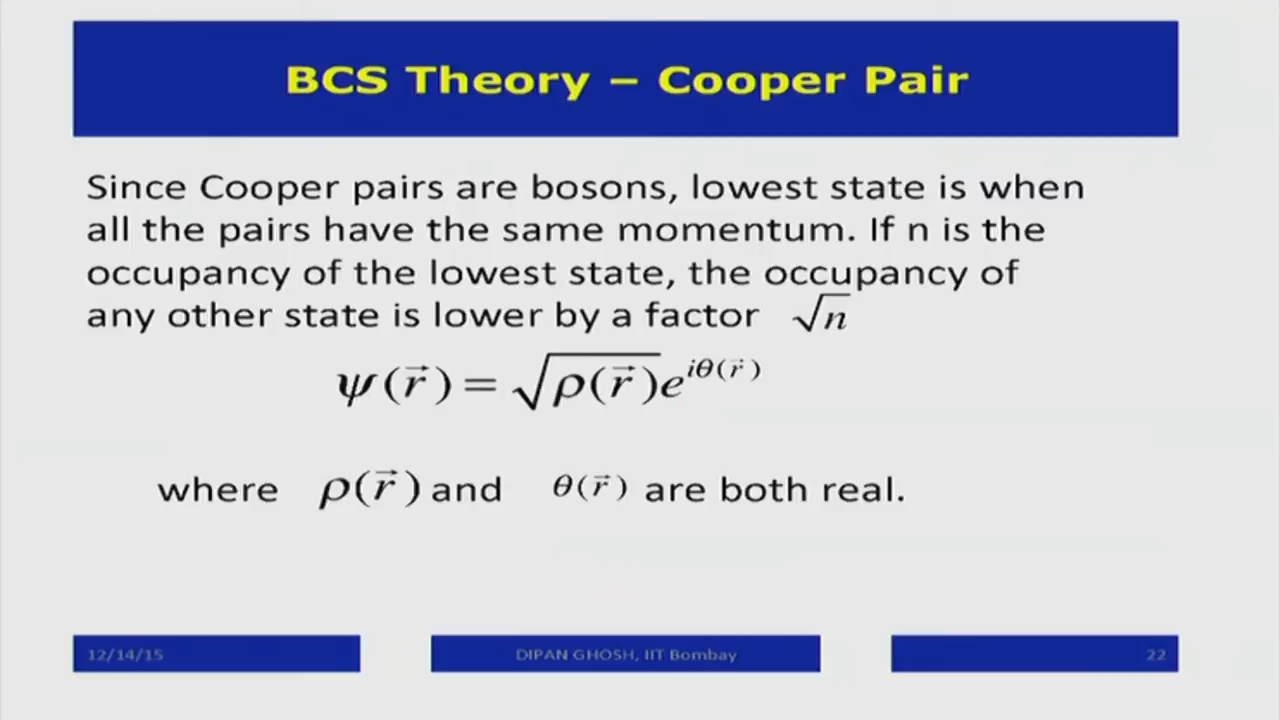 BCS Theory – Cooper Pair
Since Cooper pairs are bosons, lowest state is when
all the pairs have the same momentum. If n is the
occupancy of the lowest state, the occupancy of
any other state is lower by a factor √n
ψ(r⃗) = √ρ(r⃗) e^{iθ(r⃗)}
where ρ(r⃗) and θ(r⃗) are both real.
12/14/15 DIPAN GHOSH, IIT Bombay 22